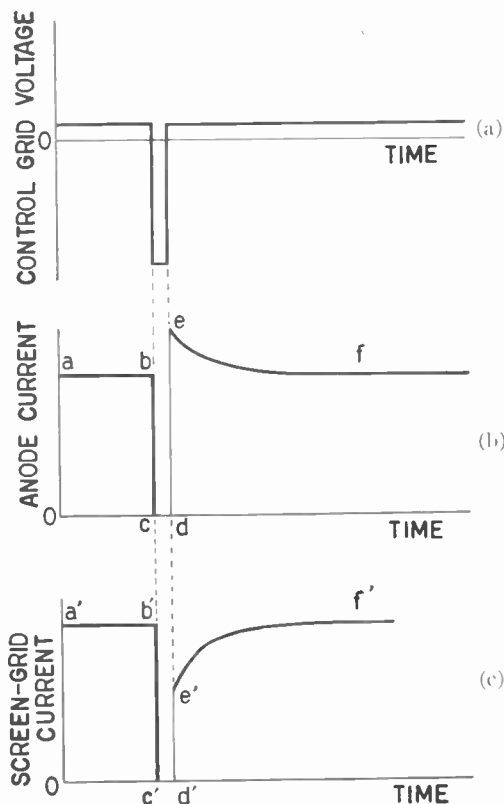 CONTROL GRID VOLTAGE
0
TIME
(a)
ANODE CURRENT
a
b
e
f
(b)
0
c
d
TIME
SCREEN-GRID
CURRENT
a'
b'
f'
e'
(c)
0
c'
d'
TIME